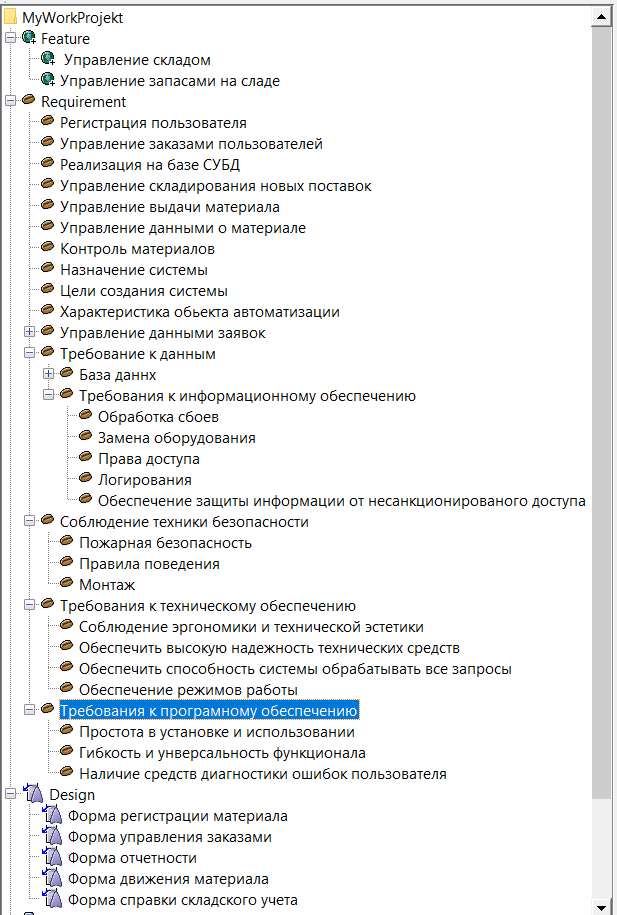 MyWorkProjekt
Feature
Управление складом
Управление запасами на сладе
Requirement
Регистрация пользователя
Управление заказами пользователей
Реализация на базе СУБД
Управление складирования новых поставок
Управление выдачи материала
Управление данными о материале
Контроль материалов
Назначение системы
Цели создания системы
Характеристика обьекта автоматизации
Управление данными заявок
Требование к данным
База даннх
Требования к информационному обеспечению
Обработка сбоев
Замена оборудования
Права доступа
Логирования
Обеспечение защиты информации от несанкционированого доступа
Соблюдение техники безопасности
Пожарная безопасность
Правила поведения
Монтаж
Требования к техническому обеспечению
Соблюдение эргономики и технической эстетики
Обеспечить высокую надежность технических средств
Обеспечить способность системы обрабатывать все запросы
Обеспечение режимов работы
Требования к програмному обеспечению
Простота в установке и использовании
Гибкость и унверсальность функционала
Наличие средств диагностики ошибок пользователя
Design
Форма регистрации материала
Форма управления заказами
Форма отчетности
Форма движения материала
Форма справки складского учета